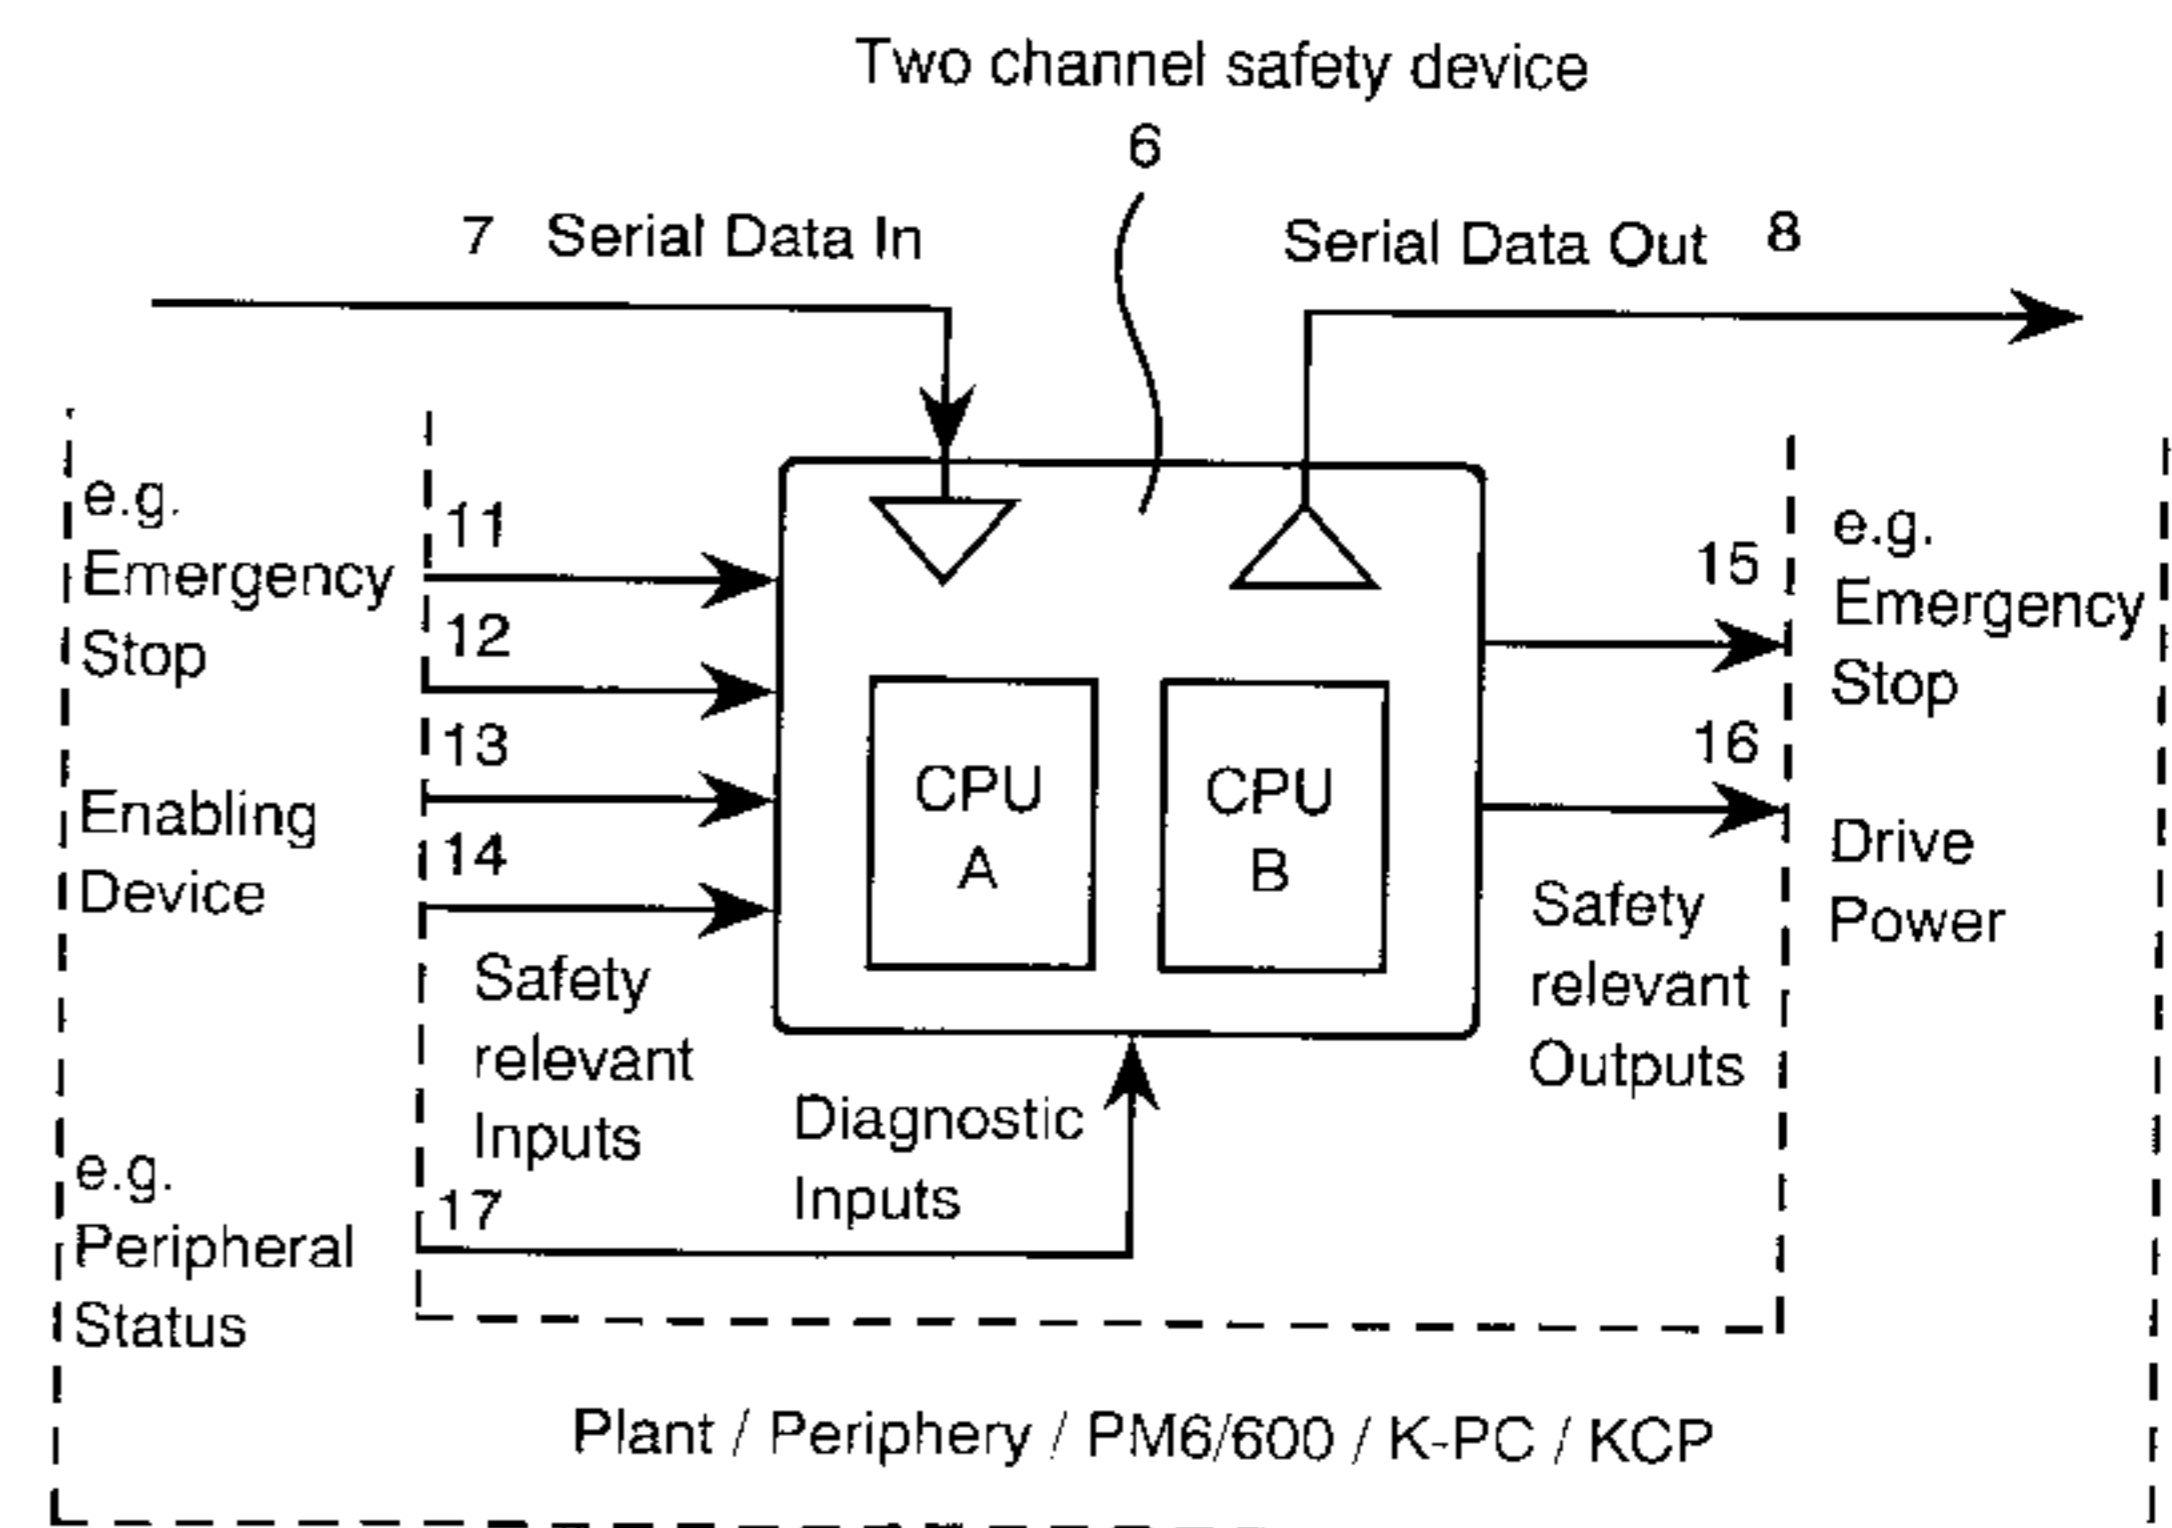 Two channel safety device
6
7 Serial Data In
Serial Data Out 8
e.g.
Emergency
Stop
Enabling
Device
e.g.
Peripheral
Status
11
12
13
14
Safety
relevant
Inputs
17
Diagnostic
Inputs
CPU
A
CPU
B
15
16
Safety
relevant
Outputs
e.g.
Emergency
Stop
Drive
Power
Plant / Periphery / PM6/600 / K-PC / KCP